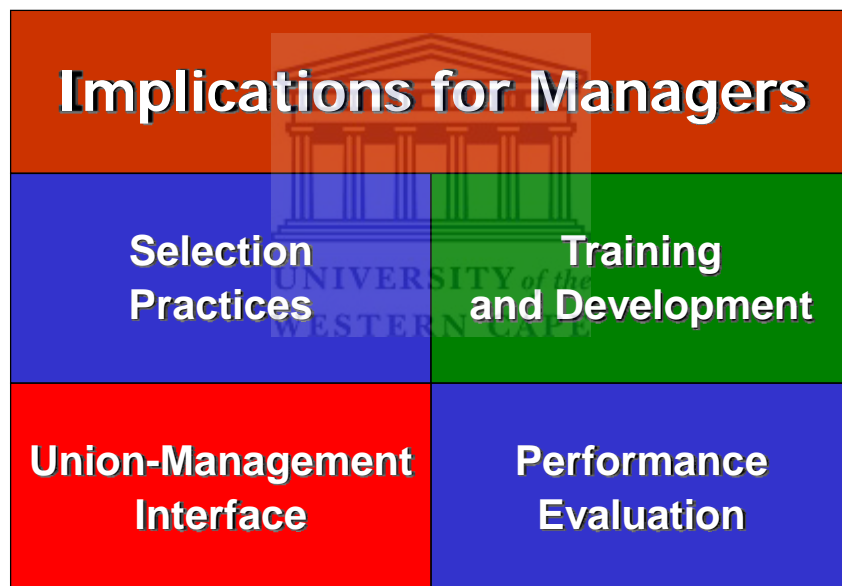 Implications for Managers
Selection
Practices
Training
and Development
UNIVERSITY of the
WESTERN CAPE
Union-Management
Interface
Performance
Evaluation